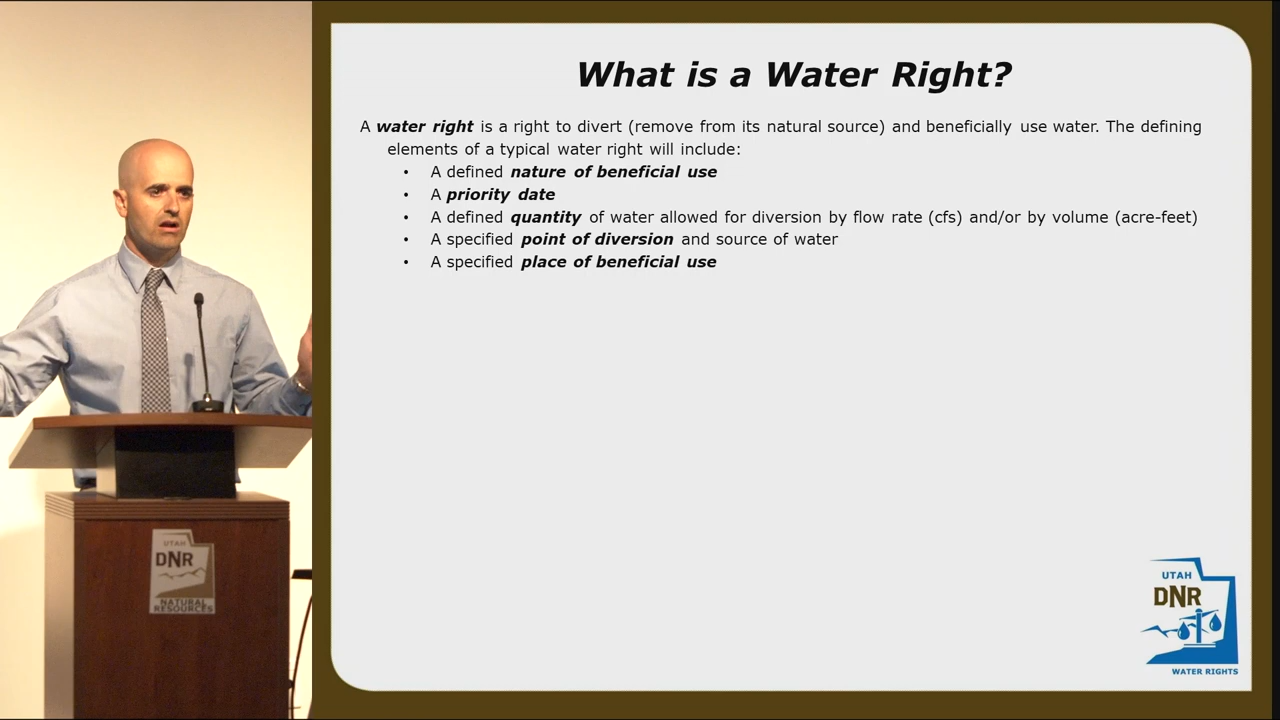 What is a Water Right?
A water right is a right to divert (remove from its natural source) and beneficially use water. The defining
elements of a typical water right will include:
• A defined nature of beneficial use
• A priority date
• A defined quantity of water allowed for diversion by flow rate (cfs) and/or by volume (acre-feet)
• A specified point of diversion and source of water
• A specified place of beneficial use
UTAH
DNR
NATURAL
RESOURCES
UTAH
DNR
WATER RIGHTS